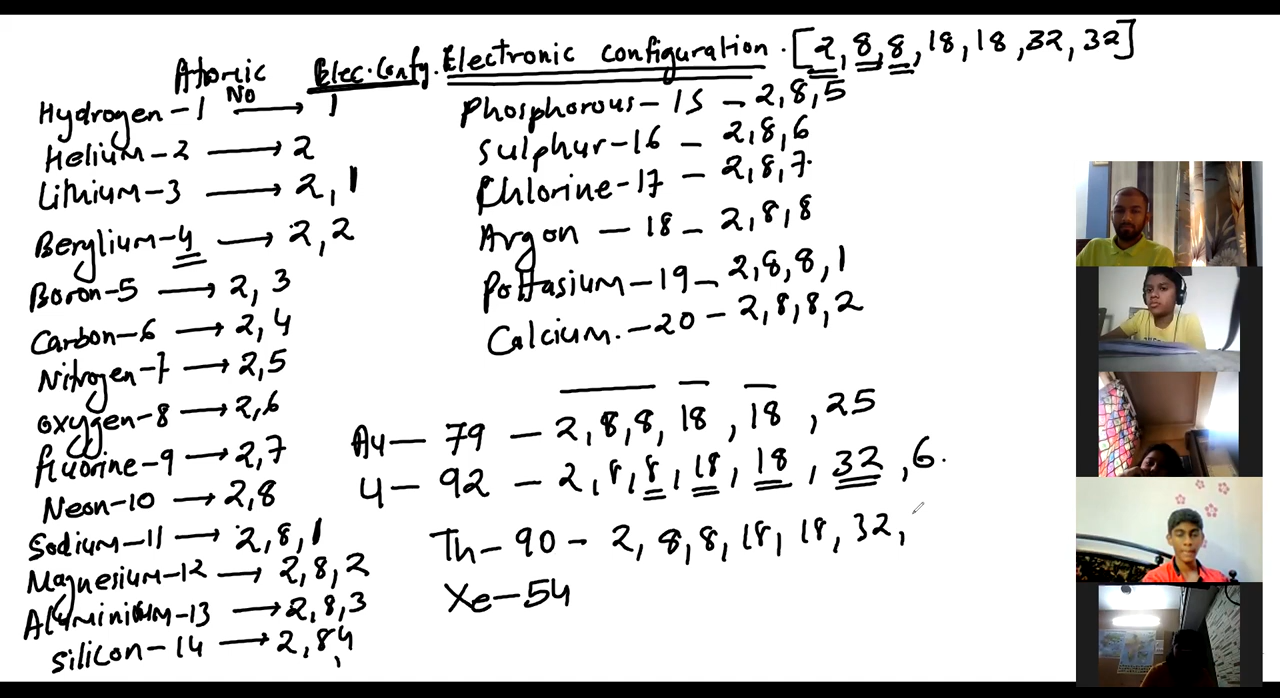 Electronic configuration. [2, 8, 8, 18, 18, 32, 32]
Atomic No Elec. Confy.
Hydrogen-1 → 1
Helium-2 → 2
Lithium-3 → 2, 1
Berylium-4 → 2, 2
Boron-5 → 2, 3
Carbon-6 → 2, 4
Nitrogen-7 → 2,5
Oxygen-8 → 2,6
fluorine-9 → 2,7
Neon-10 → 2,8
Sodium-11 → 2,8,1
Magnesium-12 → 2,8,2
Aluminium-13 → 2,8,3
Silicon-14 → 2,8,4
Phosphorous-15 - 2,8,5
Sulphur-16 - 2,8,6
Chlorine-17 - 2,8,7.
Argon - 18 - 2,8,8
Pottasium-19 - 2,8,8,1
Calcium.-20 - 2,8,8,2
Au - 79 - 2,8,8,18,18,25
U - 92 - 2,8,8,18,18,32,6.
Th-90 - 2,8,8,18,18,32,
Xe-54